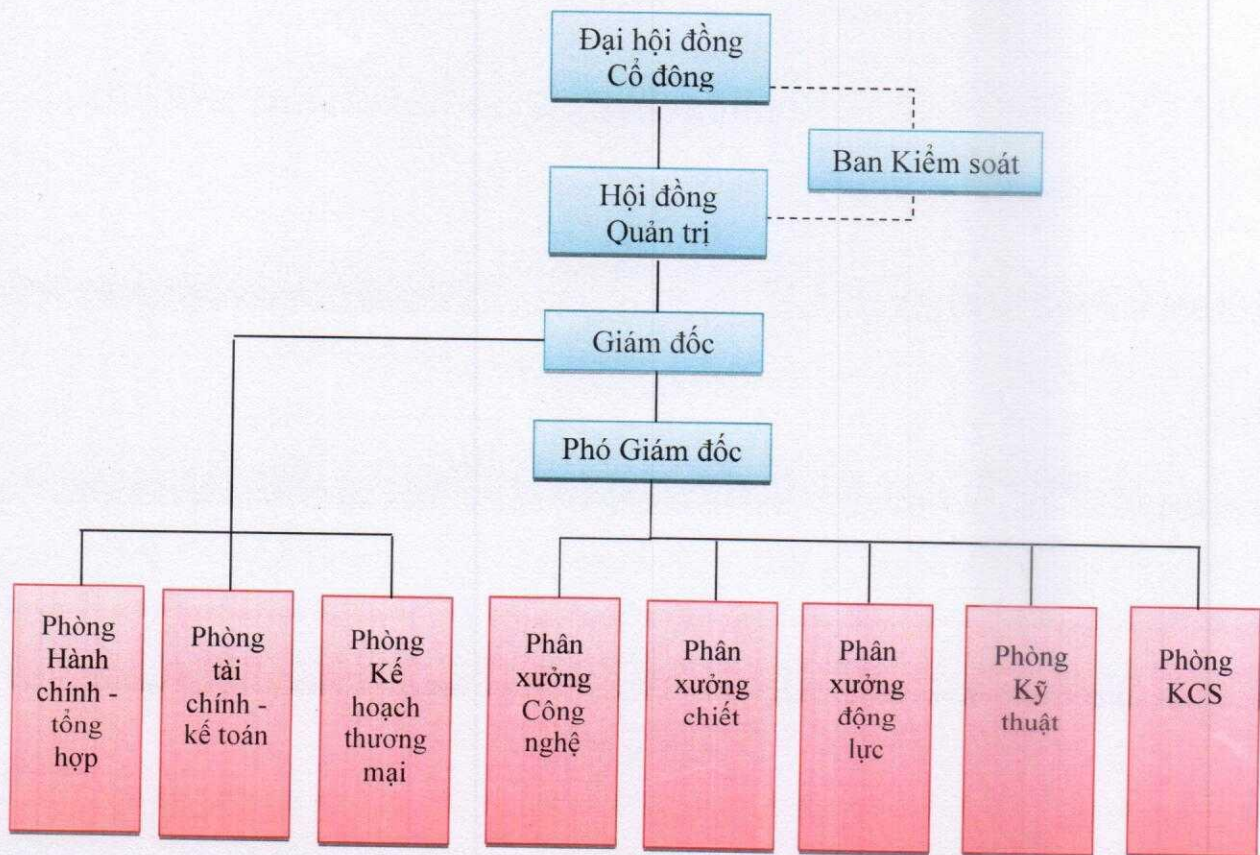 Đại hội đồng
Cổ đông
Ban Kiểm soát
Hội đồng
Quản trị
Giám đốc
Phó Giám đốc
Phòng
Hành
chính -
tổng
hợp
Phòng
tài
chính -
kế toán
Phòng
Kế
hoạch
thương
mại
Phân
xưởng
Công
nghệ
Phân
xưởng
chiết
Phân
xưởng
động
lực
Phòng
Kỹ
thuật
Phòng
KCS